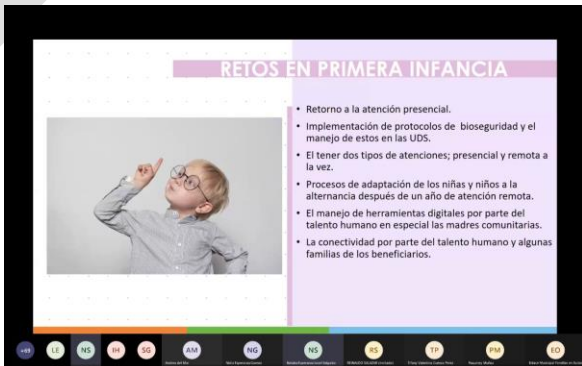 RETOS EN PRIMERA INFANCIA
• Retorno a la atención presencial.
• Implementación de protocolos de bioseguridad y el
manejo de estos en las UDS.
• El tener dos tipos de atenciones; presencial y remota a
la vez.
• Procesos de adaptación de los niñas y niños a la
alternancia después de un año de atención remota.
• El manejo de herramientas digitales por parte del
talento humano en especial las madres comunitarias.
• La conectividad por parte del talento humano y algunas
familias de los beneficiarios.
LE NS IH SG AM NG NS RS TP PM EO